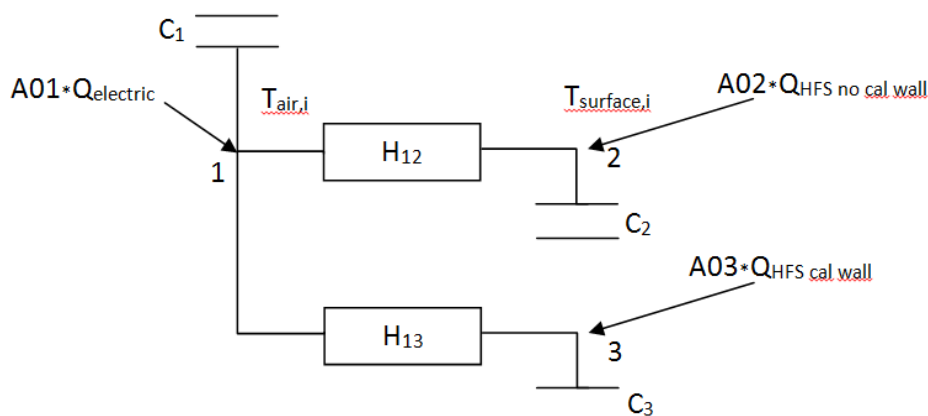 C₁
A01*Qelectric
Tair,i
Tsurface,i
A02*QHFS no cal wall
H₁₂
1
2
C₂
A03*QHFS cal wall
H₁₃
3
C₃